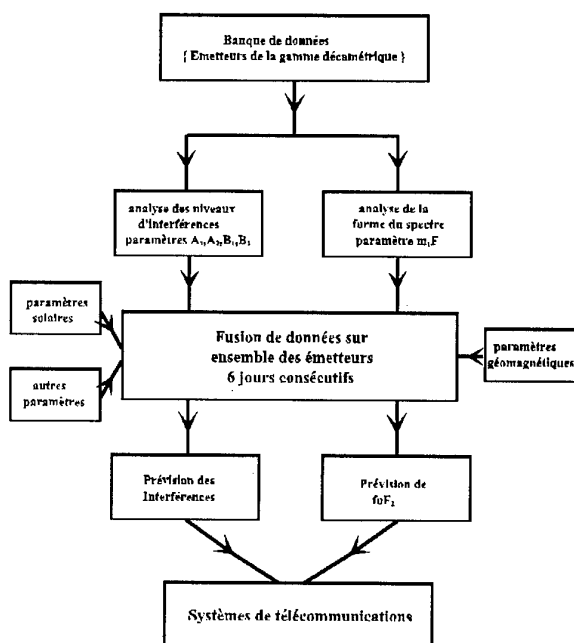 Banque de données
{ Emetteurs de la gamme décamétrique }
analyse des niveaux
d'interférences
paramètres A₁,A₂,B₁,B₂
analyse de la
forme du spectre
paramètre m₁F
paramètres
solaires
autres
paramètres
Fusion de données sur
ensemble des émetteurs
6 jours consécutifs
paramètres
géomagnétiques
Prévision des
Interférences
Prévision de
foF₂
Systèmes de télécommunications